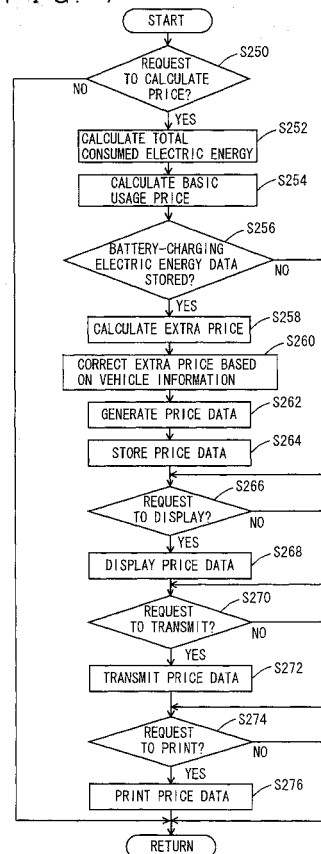 START
S250
REQUEST
TO CALCULATE
PRICE?
NO
YES
S252
CALCULATE TOTAL
CONSUMED ELECTRIC ENERGY
S254
CALCULATE BASIC
USAGE PRICE
S256
BATTERY-CHARGING
ELECTRIC ENERGY DATA
STORED?
NO
YES
S258
CALCULATE EXTRA PRICE
S260
CORRECT EXTRA PRICE BASED
ON VEHICLE INFORMATION
S262
GENERATE PRICE DATA
S264
STORE PRICE DATA
S266
REQUEST
TO DISPLAY?
NO
YES
S268
DISPLAY PRICE DATA
S270
REQUEST
TO TRANSMIT?
NO
YES
S272
TRANSMIT PRICE DATA
S274
REQUEST
TO PRINT?
NO
YES
S276
PRINT PRICE DATA
RETURN